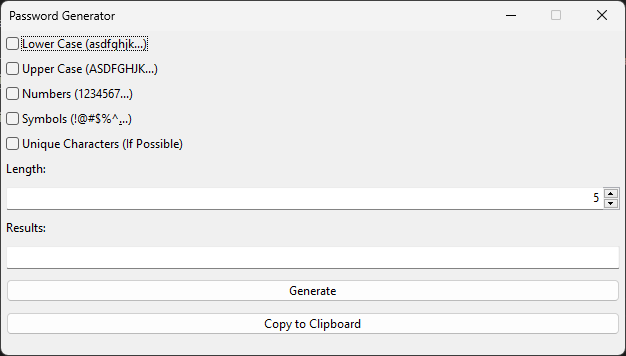 Password Generator
Lower Case (asdfghjk...)
Upper Case (ASDFGHJK...)
Numbers (1234567...)
Symbols (!@#$%^...)
Unique Characters (If Possible)
Length:
5
Results:
Generate
Copy to Clipboard